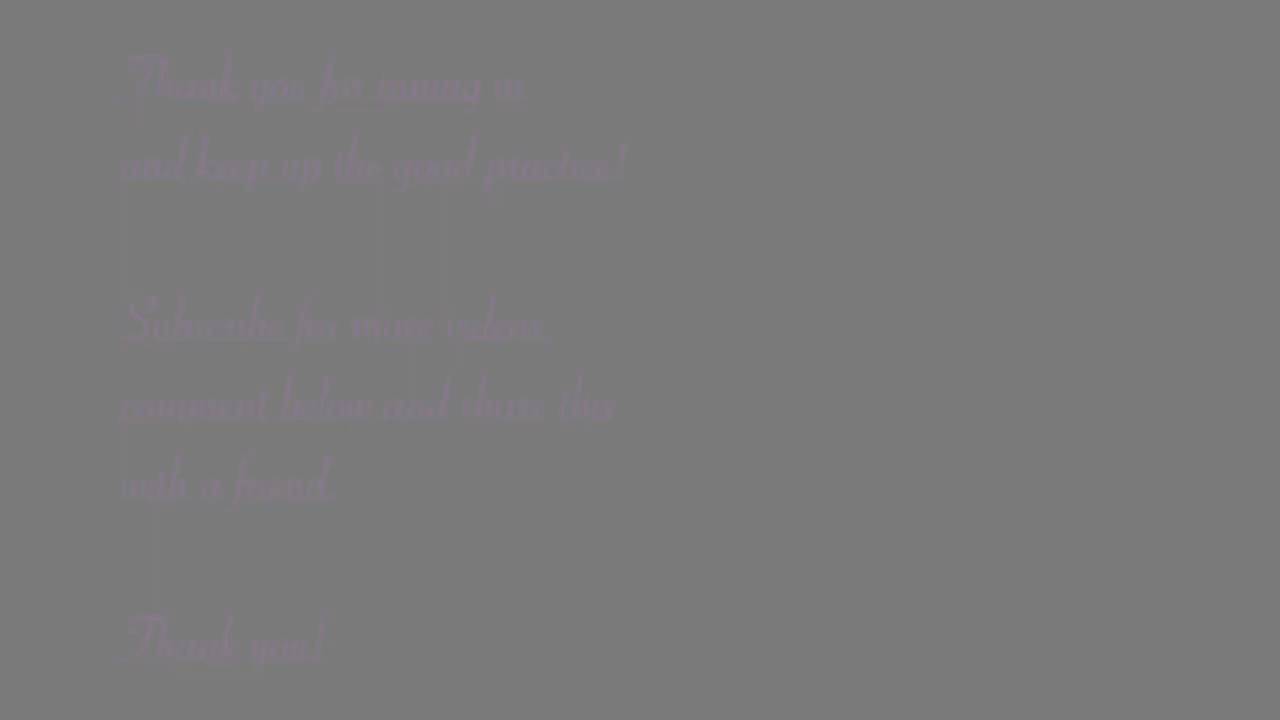 Thank you for tuning in
and keep up the good practice!
Subscribe for more videos,
comment below and share this
with a friend.
Thank you!